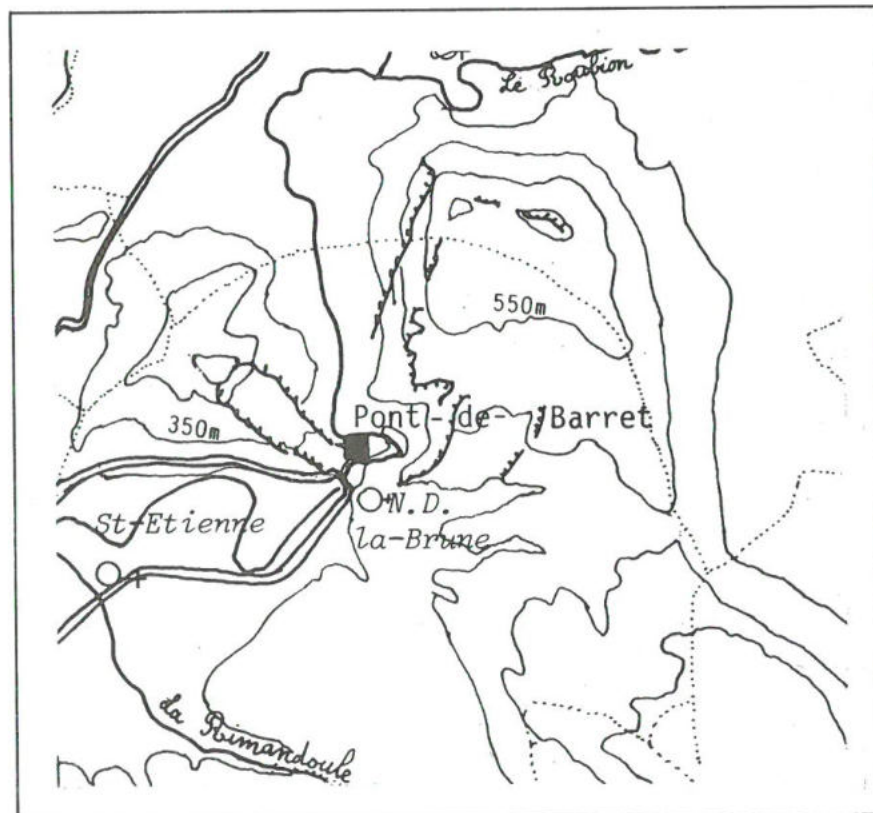 Le Roubion
550m
350m
Pont-de-Barret
St-Etienne
N.D.
la-Brune
la Rimandoule